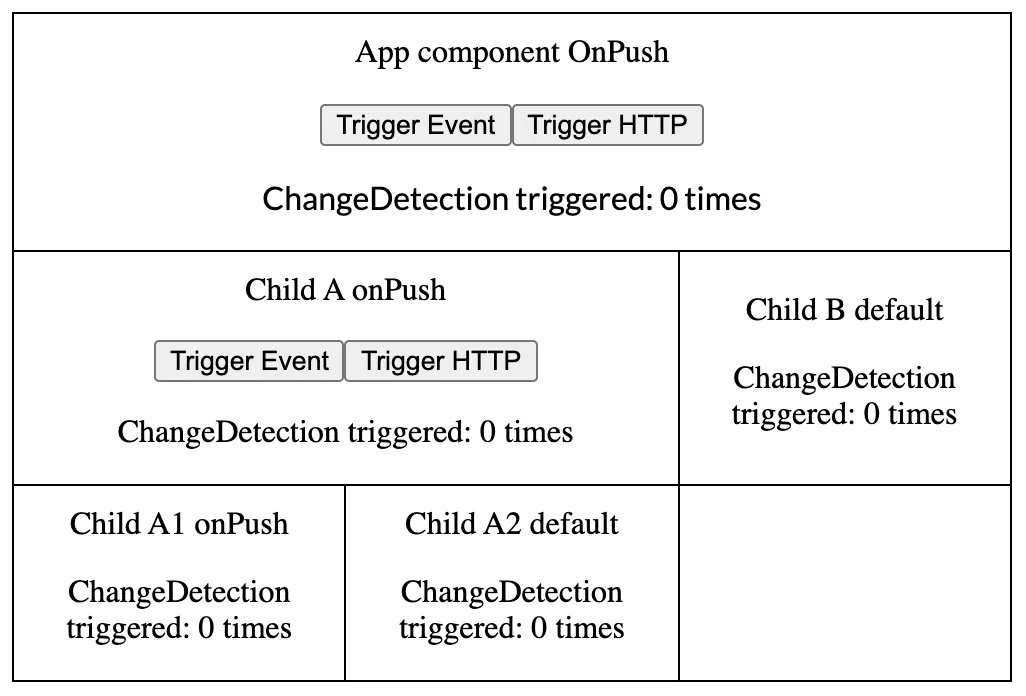 App component OnPush
Trigger Event Trigger HTTP
ChangeDetection triggered: 0 times
Child A onPush
Trigger Event Trigger HTTP
ChangeDetection triggered: 0 times
Child B default
ChangeDetection
triggered: 0 times
Child A1 onPush
ChangeDetection
triggered: 0 times
Child A2 default
ChangeDetection
triggered: 0 times